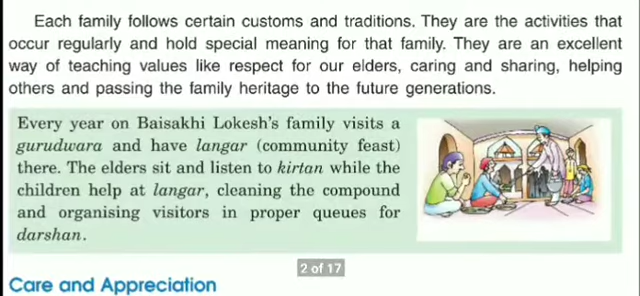 Each family follows certain customs and traditions. They are the activities that
occur regularly and hold special meaning for that family. They are an excellent
way of teaching values like respect for our elders, caring and sharing, helping
others and passing the family heritage to the future generations.
Every year on Baisakhi Lokesh's family visits a
gurudwara and have langar (community feast)
there. The elders sit and listen to kirtan while the
children help at langar, cleaning the compound
and organising visitors in proper queues for
darshan.
2 of 17
Care and Appreciation